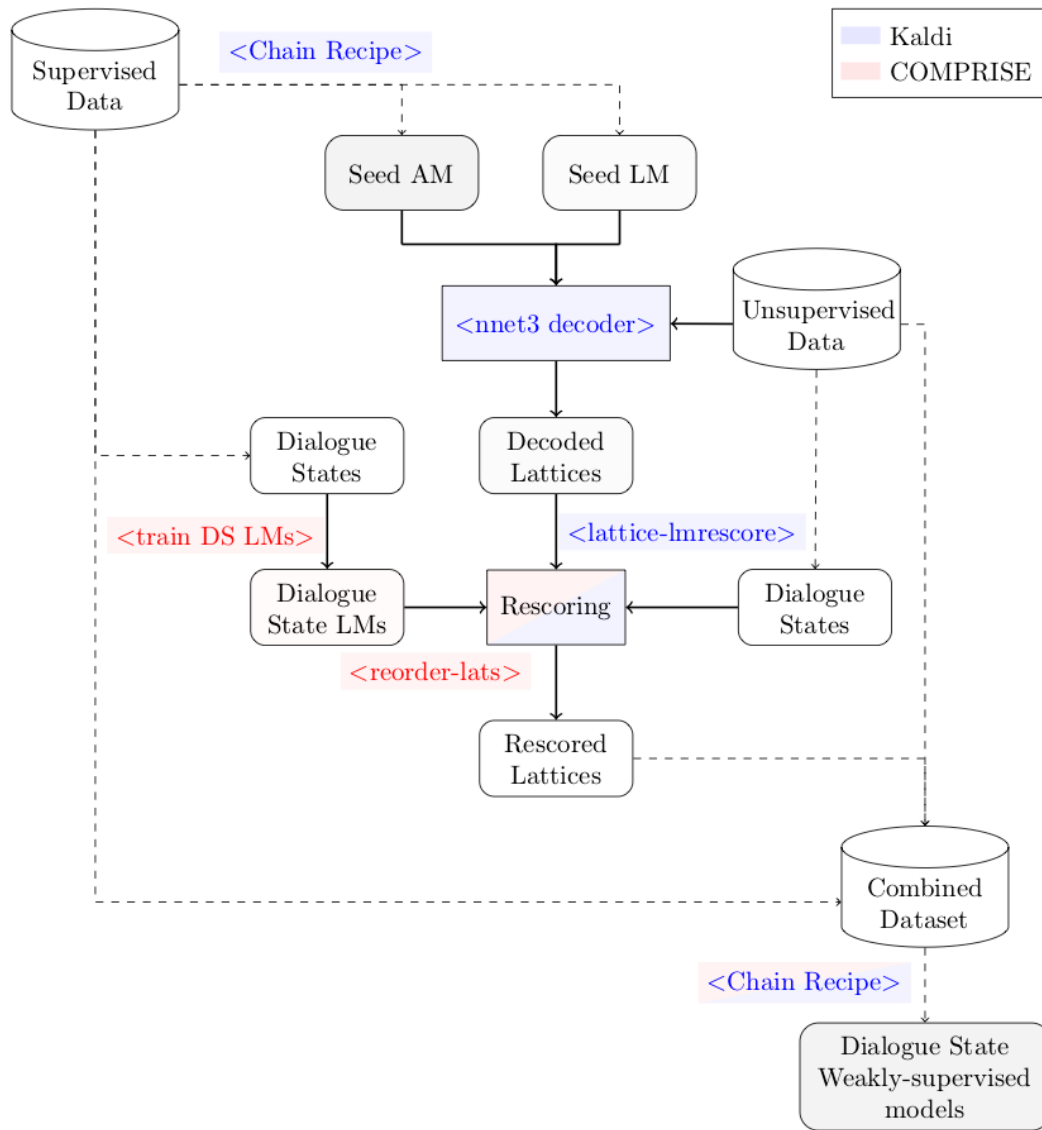 Supervised
Data
<Chain Recipe>
Kaldi
COMPRISE
Seed AM
Seed LM
<nnet3 decoder>
Unsupervised
Data
Dialogue
States
Decoded
Lattices
<train DS LMs>
<lattice-lmrescore>
Dialogue
State LMs
Rescoring
Dialogue
States
<reorder-lats>
Rescored
Lattices
Combined
Dataset
<Chain Recipe>
Dialogue State
Weakly-supervised
models